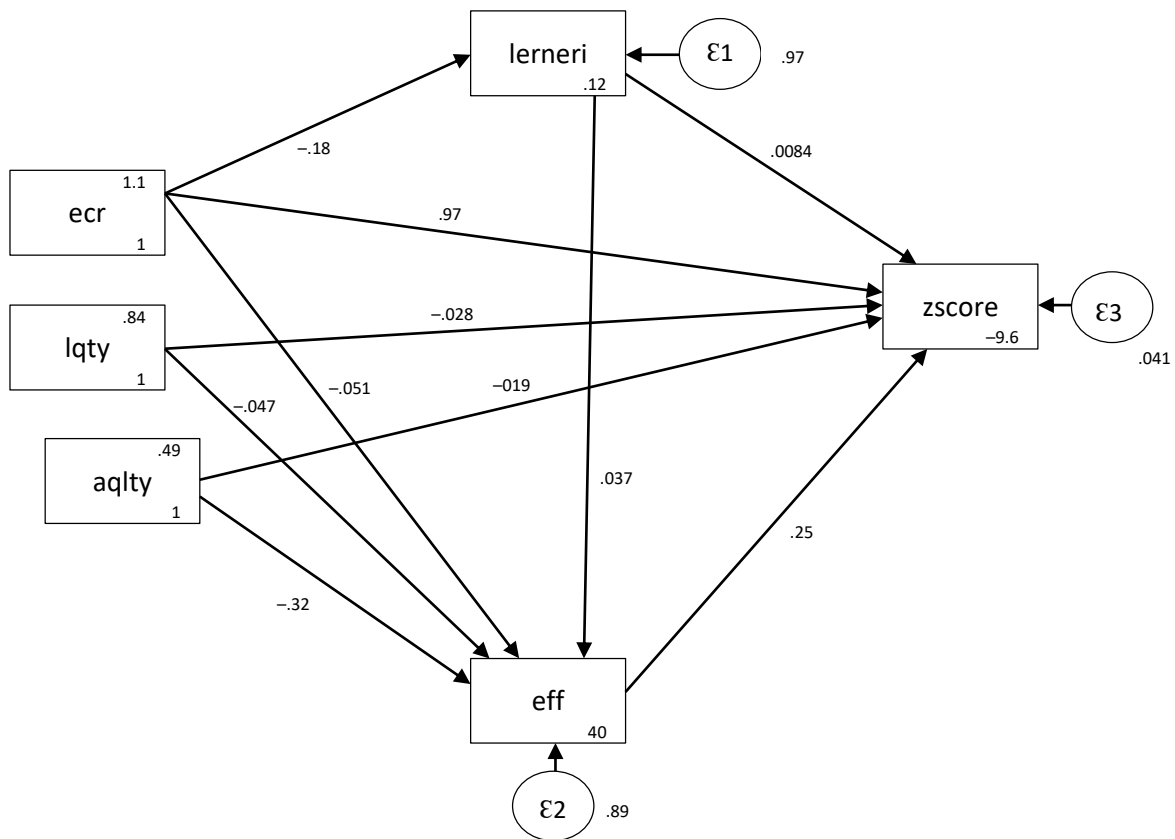 lerneri
.12
ε1
.97
–.18
.0084
1.1
ecr
1
.97
.84
lqty
1
–.028
zscore
–9.6
ε3
.041
–.047
–.051
–019
.49
aqlty
1
.037
.25
–.32
eff
40
ε2
.89